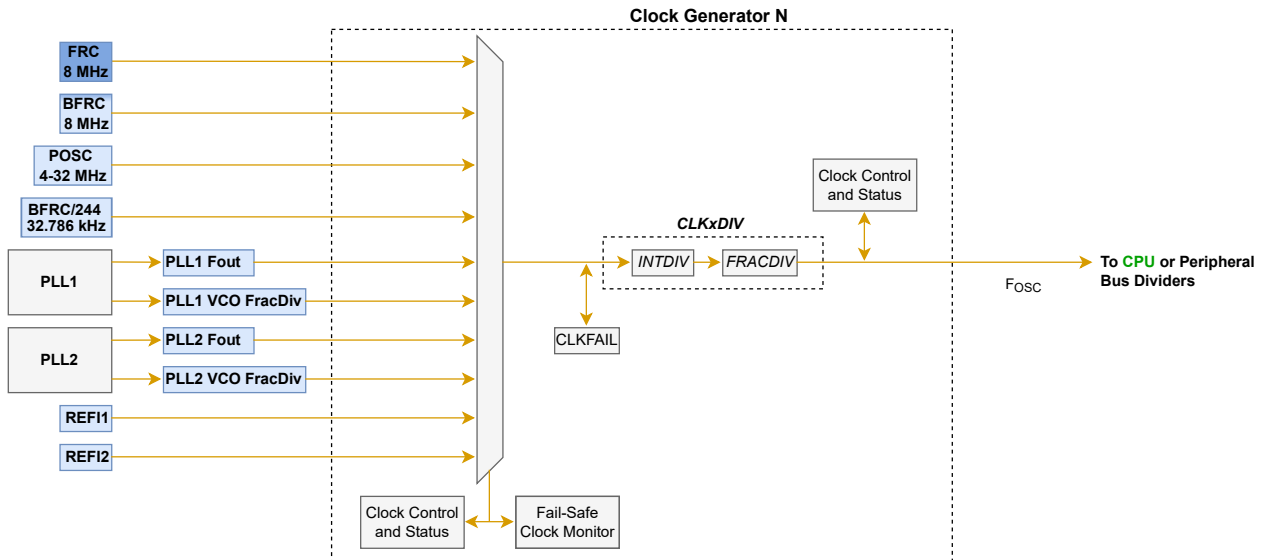 Clock Generator N
FRC
8 MHz
BFRC
8 MHz
POSC
4-32 MHz
BFRC/244
32.786 kHz
PLL1
PLL1 Fout
PLL1 VCO FracDiv
PLL2
PLL2 Fout
PLL2 VCO FracDiv
REFI1
REFI2
Clock Control
and Status
Fail-Safe
Clock Monitor
CLKFAIL
CLKxDIV
INTDIV
FRACDIV
Clock Control
and Status
FOSC
To CPU or Peripheral
Bus Dividers